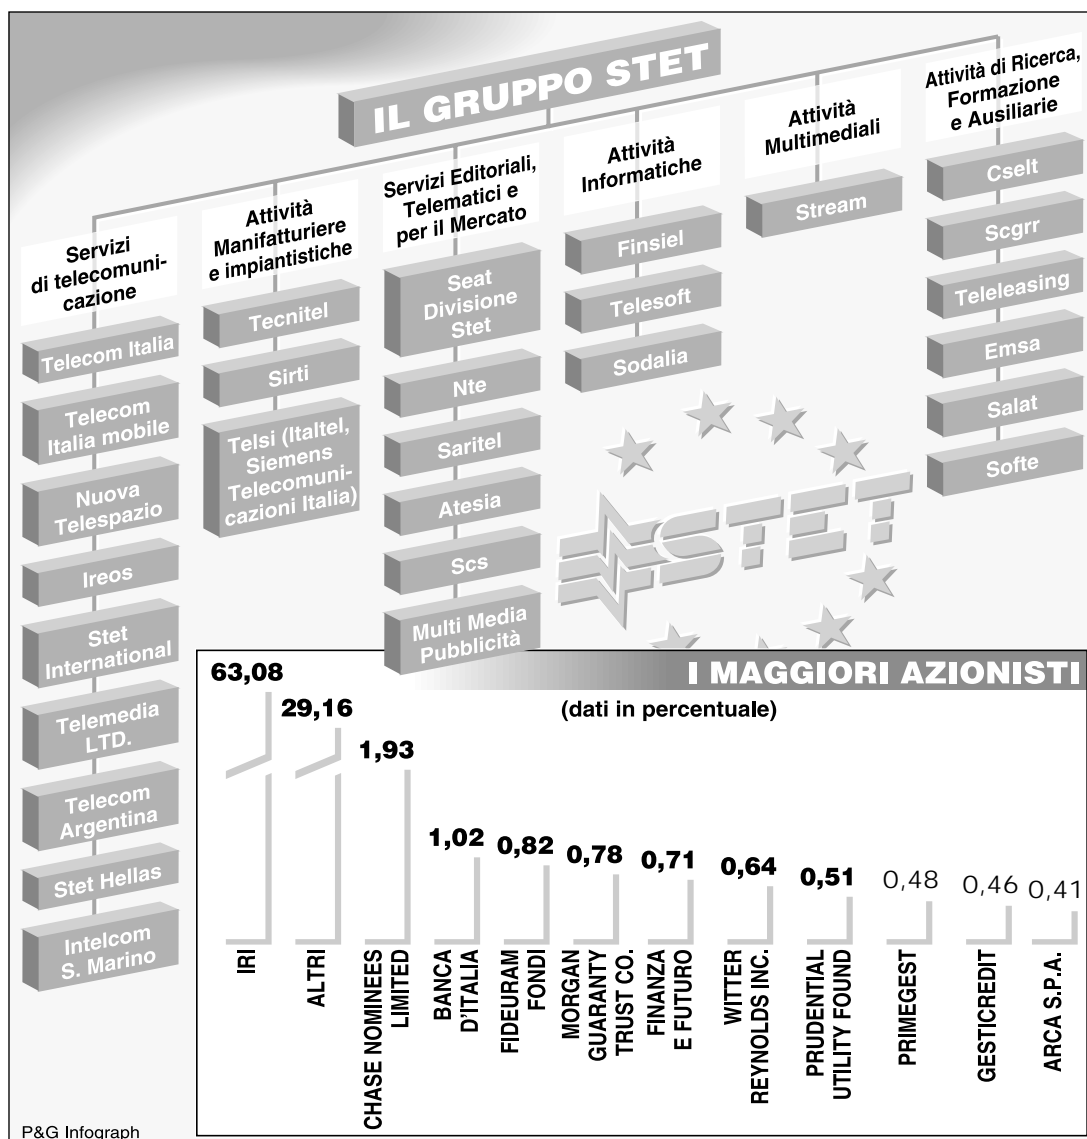 IL GRUPPO STET
Servizi
di telecomuni-
cazione
Telecom Italia
Telecom
Italia mobile
Nuova
Telespazio
Ireos
Stet
International
Telemedia
LTD.
Telecom
Argentina
Stet Hellas
Intelcom
S. Marino
Attività
Manifatturiere
e impiantistiche
Tecnitel
Sirti
Telsi (Italtel,
Siemens
Telecomuni-
cazioni Italia)
Servizi Editoriali,
Telematici e
per il Mercato
Seat
Divisione
Stet
Nte
Saritel
Atesia
Scs
Multi Media
Pubblicità
Attività
Informatiche
Finsiel
Telesoft
Sodalia
Attività
Multimediali
Stream
Attività di Ricerca,
Formazione
e Ausiliarie
Cselt
Scgrr
Teleleasing
Emsa
Salat
Softe
STET
I MAGGIORI AZIONISTI
(dati in percentuale)
63,08
29,16
1,93
1,02
0,82
0,78
0,71
0,64
0,51
0,48
0,46
0,41
IRI
ALTRI
CHASE NOMINEES
LIMITED
BANCA
D'ITALIA
FIDEURAM
FONDI
MORGAN
GUARANTY
TRUST CO.
FINANZA
E FUTURO
WITTER
REYNOLDS INC.
PRUDENTIAL
UTILITY FOUND
PRIMEGEST
GESTICREDIT
ARCA S.P.A.
P&G Infograph